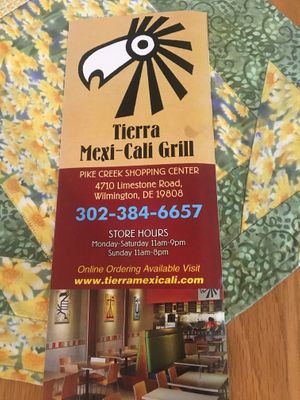 Tierra
Mexi-Cali Grill
PIKE CREEK SHOPPING CENTER
4710 Limestone Road,
Wilmington, DE 19808
302-384-6657
STORE HOURS
Monday-Saturday 11am-9pm
Sunday 11am-8pm
Online Ordering Available Visit
www.tierramexicali.com